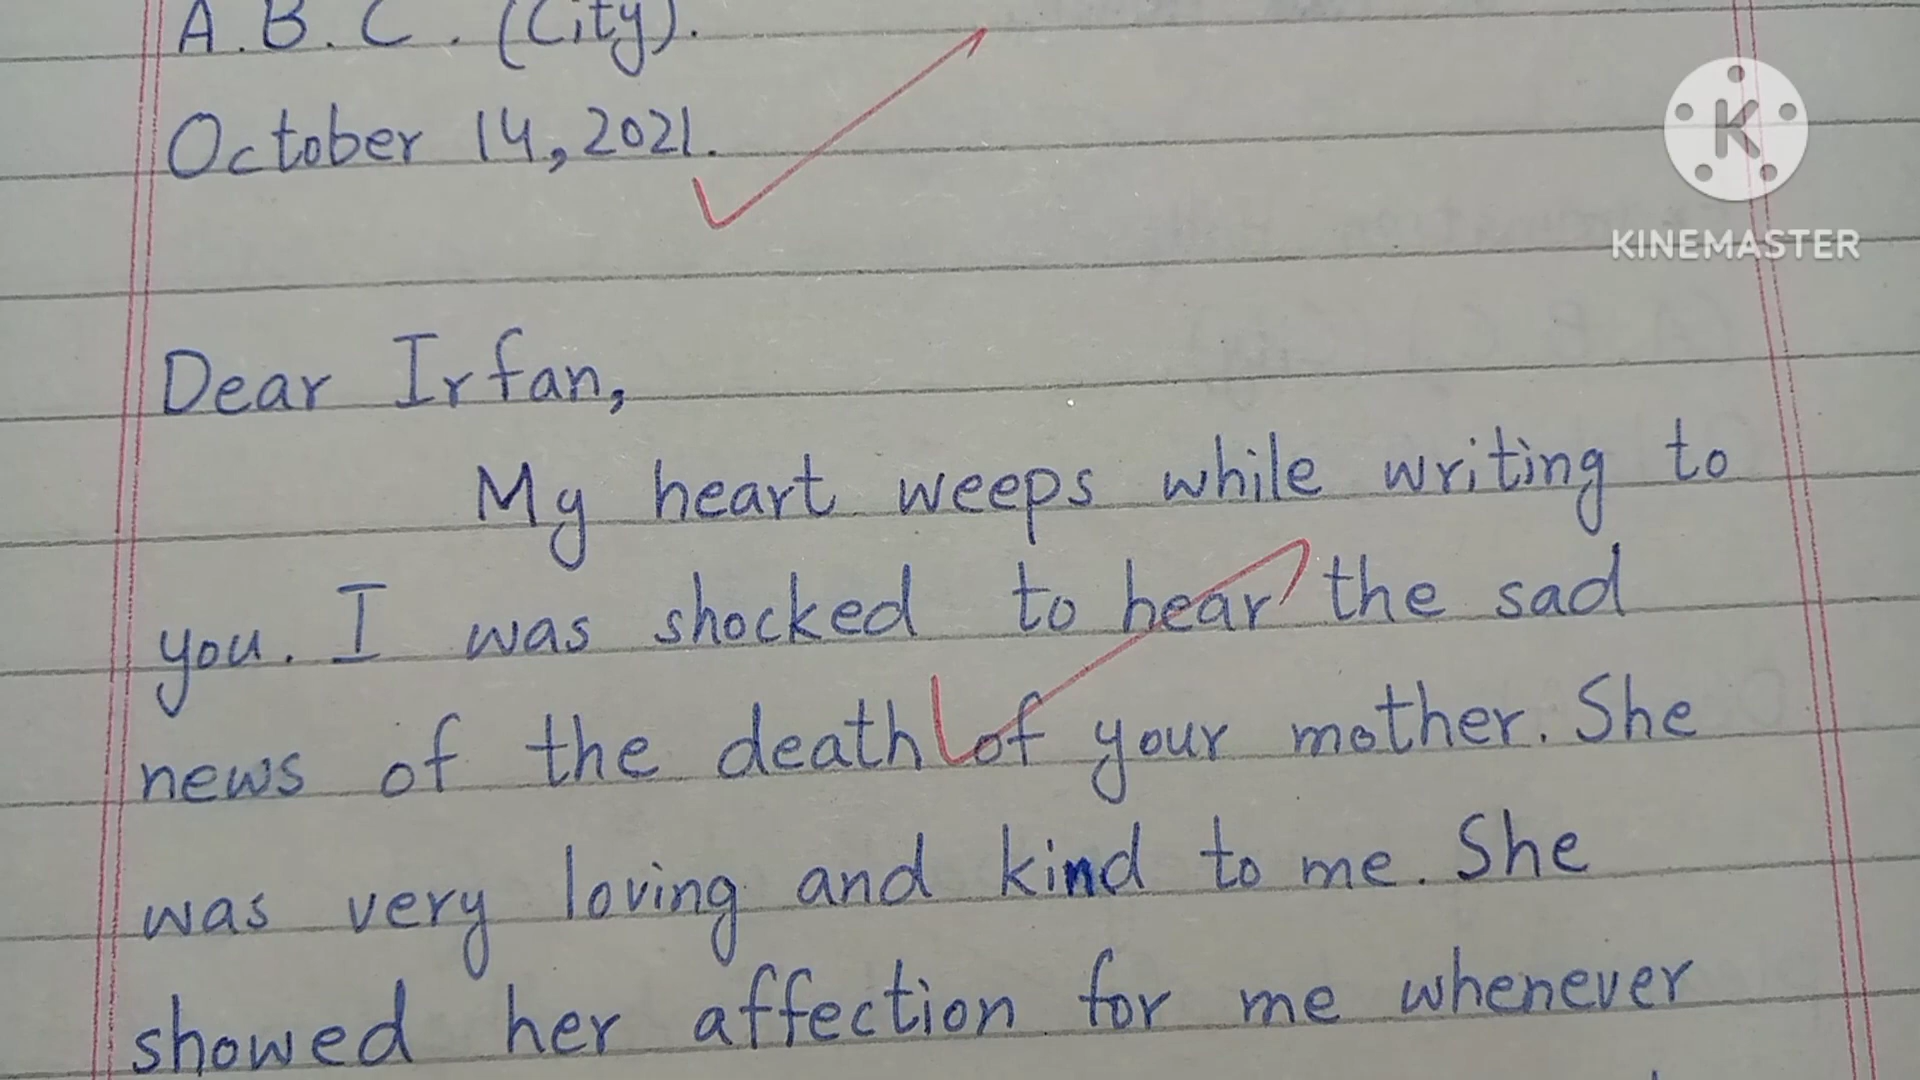 A.B.C. (City).
October 14, 2021.
K
KINEMASTER
Dear Irfan,
My heart weeps while writing to
you. I was shocked to hear the sad
news of the death of your mother. She
was very loving and kind to me. She
showed her affection for me whenever